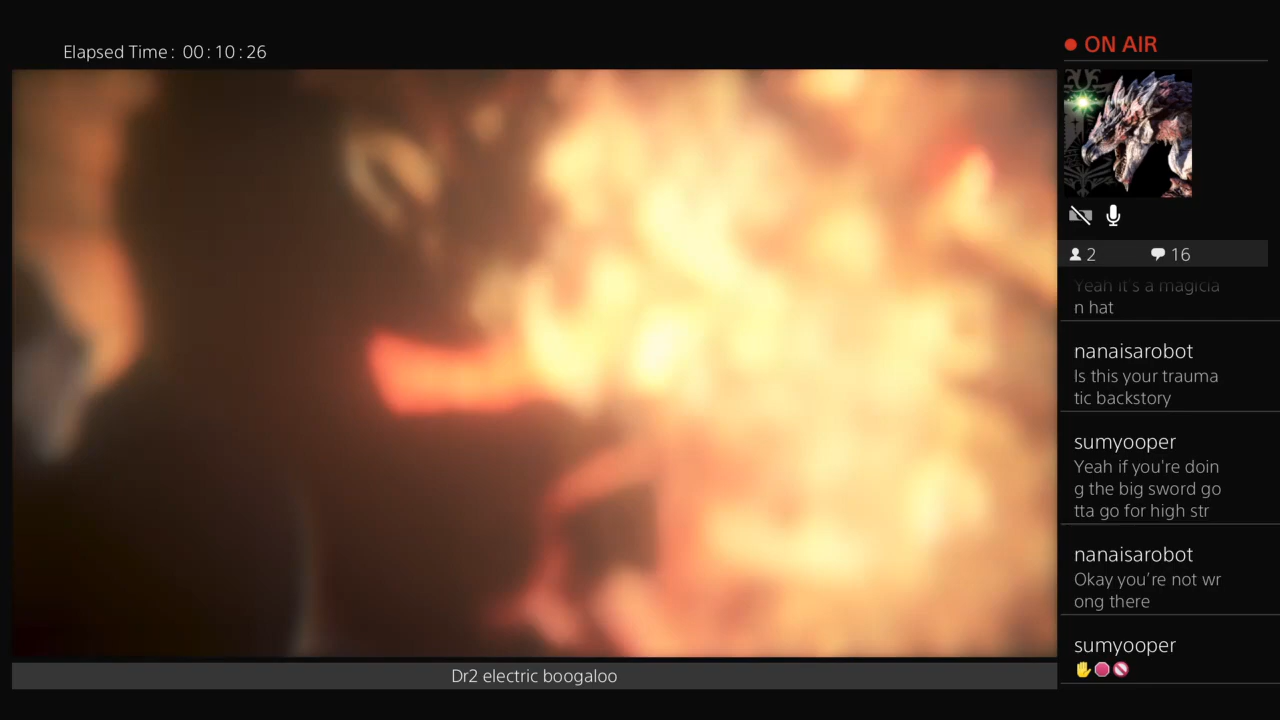 Elapsed Time: 00:10:26
ON AIR
2
16
Yeah it's a magicia
n hat
nanaisarobot
Is this your trauma
tic backstory
sumyooper
Yeah if you're doin
g the big sword go
tta go for high str
nanaisarobot
Okay you're not wr
ong there
sumyooper
✋🛑🚫
Dr2 electric boogaloo